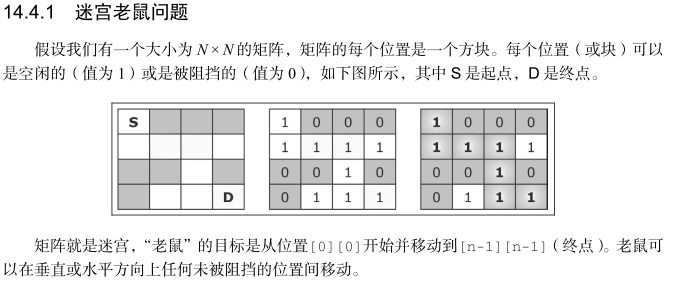 14.4.1 迷宫老鼠问题
假设我们有一个大小为 N×N 的矩阵，矩阵的每个位置是一个方块。每个位置（或块）可以
是空闲的（值为 1）或是被阻挡的（值为 0），如下图所示，其中 S 是起点，D 是终点。
S
D
1 0 0 0
1 1 1 1
0 0 1 0
0 1 1 1
1 0 0 0
1 1 1 1
0 0 1 0
0 1 1 1
矩阵就是迷宫，“老鼠”的目标是从位置[0][0]开始并移动到[n-1][n-1]（终点）。老鼠可
以在垂直或水平方向上任何未被阻挡的位置间移动。